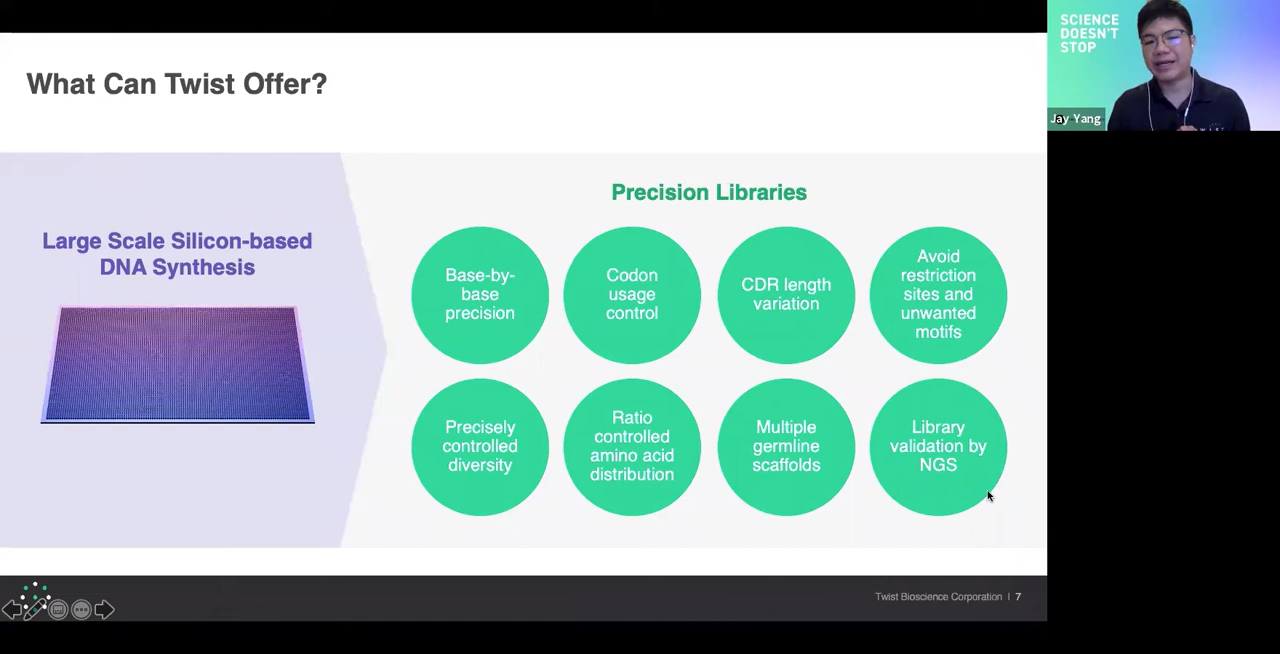 What Can Twist Offer?
SCIENCE
DOESN'T
STOP
Jay Yang
Large Scale Silicon-based
DNA Synthesis
Precision Libraries
Base-by-
base
precision
Codon
usage
control
CDR length
variation
Avoid
restriction
sites and
unwanted
motifs
Precisely
controlled
diversity
Ratio
controlled
amino acid
distribution
Multiple
germline
scaffolds
Library
validation by
NGS
Twist Bioscience Corporation | 7